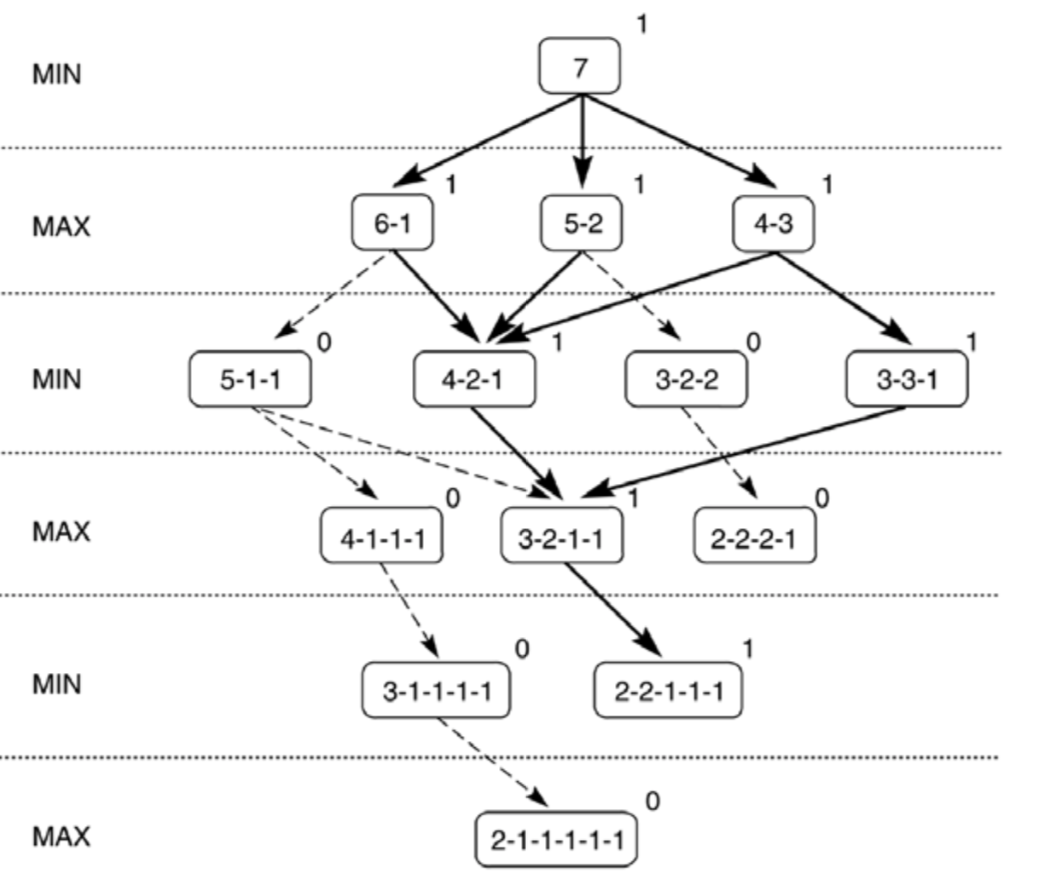 1
MIN 7
1 1 1
MAX 6-1 5-2 4-3
0 1 0 1
MIN 5-1-1 4-2-1 3-2-2 3-3-1
0 1 0
MAX 4-1-1-1 3-2-1-1 2-2-2-1
0 1
MIN 3-1-1-1-1 2-2-1-1-1
0
MAX 2-1-1-1-1-1